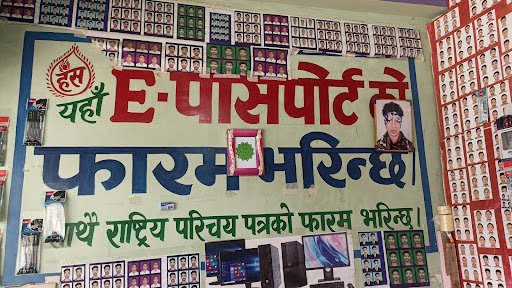 हँस
यहाँ E-पासपोर्ट को
फारम भरिन्छ।
साथै राष्ट्रिय परिचय पत्रको फारम भरिन्छ।